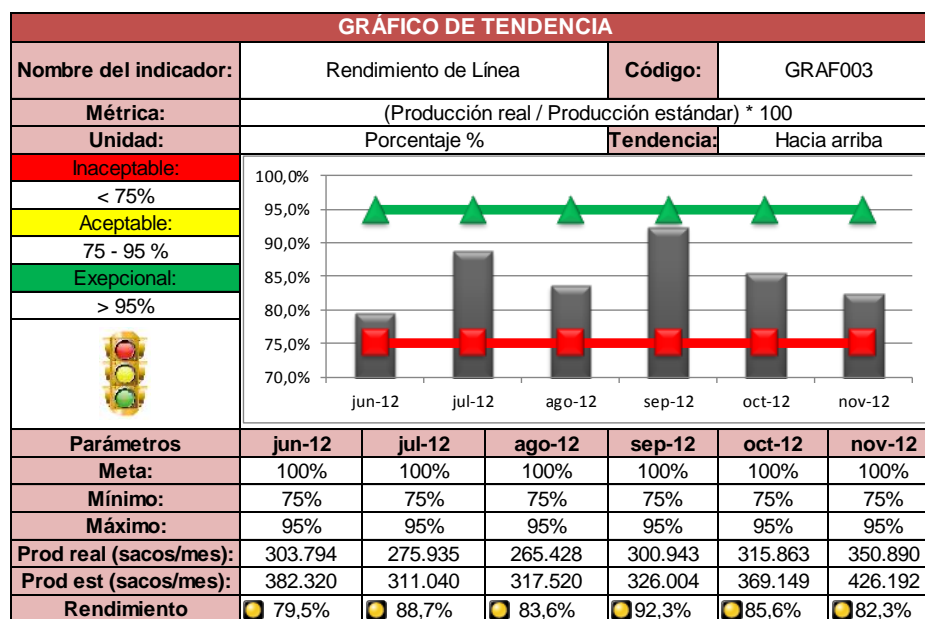 GRÁFICO DE TENDENCIA
Nombre del indicador: Rendimiento de Línea Código: GRAF003
Métrica: (Producción real / Producción estándar) * 100
Unidad: Porcentaje % Tendencia: Hacia arriba
Inaceptable:
< 75%
Aceptable:
75 - 95 %
Exepcional:
> 95%
100,0%
95,0%
90,0%
85,0%
80,0%
75,0%
70,0%
jun-12 jul-12 ago-12 sep-12 oct-12 nov-12
Parámetros jun-12 jul-12 ago-12 sep-12 oct-12 nov-12
Meta: 100% 100% 100% 100% 100% 100%
Mínimo: 75% 75% 75% 75% 75% 75%
Máximo: 95% 95% 95% 95% 95% 95%
Prod real (sacos/mes): 303.794 275.935 265.428 300.943 315.863 350.890
Prod est (sacos/mes): 382.320 311.040 317.520 326.004 369.149 426.192
Rendimiento 79,5% 88,7% 83,6% 92,3% 85,6% 82,3%